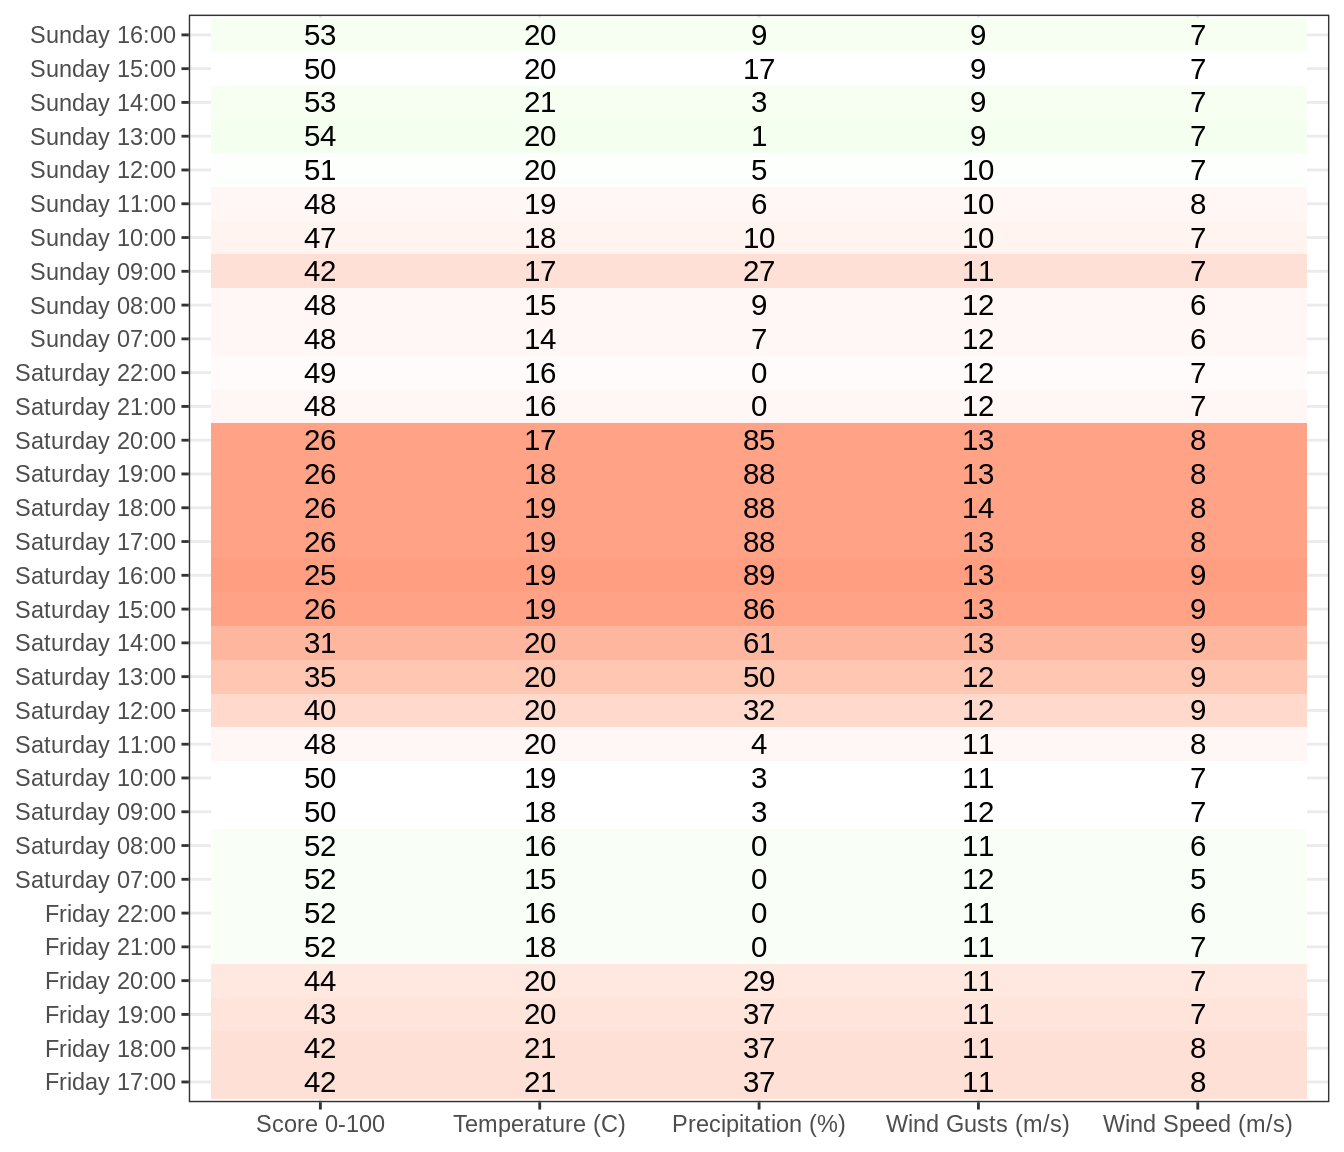 Sunday 16:00 53 20 9 9 7
Sunday 15:00 50 20 17 9 7
Sunday 14:00 53 21 3 9 7
Sunday 13:00 54 20 1 9 7
Sunday 12:00 51 20 5 10 7
Sunday 11:00 48 19 6 10 8
Sunday 10:00 47 18 10 10 7
Sunday 09:00 42 17 27 11 7
Sunday 08:00 48 15 9 12 6
Sunday 07:00 48 14 7 12 6
Saturday 22:00 49 16 0 12 7
Saturday 21:00 48 16 0 12 7
Saturday 20:00 26 17 85 13 8
Saturday 19:00 26 18 88 13 8
Saturday 18:00 26 19 88 14 8
Saturday 17:00 26 19 88 13 8
Saturday 16:00 25 19 89 13 9
Saturday 15:00 26 19 86 13 9
Saturday 14:00 31 20 61 13 9
Saturday 13:00 35 20 50 12 9
Saturday 12:00 40 20 32 12 9
Saturday 11:00 48 20 4 11 8
Saturday 10:00 50 19 3 11 7
Saturday 09:00 50 18 3 12 7
Saturday 08:00 52 16 0 11 6
Saturday 07:00 52 15 0 12 5
Friday 22:00 52 16 0 11 6
Friday 21:00 52 18 0 11 7
Friday 20:00 44 20 29 11 7
Friday 19:00 43 20 37 11 7
Friday 18:00 42 21 37 11 8
Friday 17:00 42 21 37 11 8
Score 0-100 Temperature (C) Precipitation (%) Wind Gusts (m/s) Wind Speed (m/s)